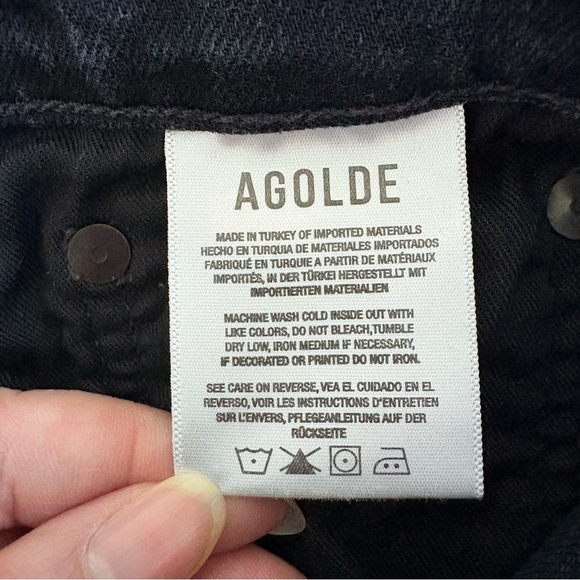 AGOLDE
MADE IN TURKEY OF IMPORTED MATERIALS
HECHO EN TURQUIA DE MATERIALES IMPORTADOS
FABRIQUÉ EN TURQUIE A PARTIR DE MATÉRIAUX
IMPORTÉS, IN DER TÜRKEI HERGESTELLT MIT
IMPORTIERTEN MATERIALIEN
MACHINE WASH COLD INSIDE OUT WITH
LIKE COLORS, DO NOT BLEACH,TUMBLE
DRY LOW, IRON MEDIUM IF NECESSARY,
IF DECORATED OR PRINTED DO NOT IRON.
SEE CARE ON REVERSE, VEA EL CUIDADO EN EL
REVERSO, VOIR LES INSTRUCTIONS D'ENTRETIEN
SUR L'ENVERS, PFLEGEANLEITUNG AUF DER
RÜCKSEITE